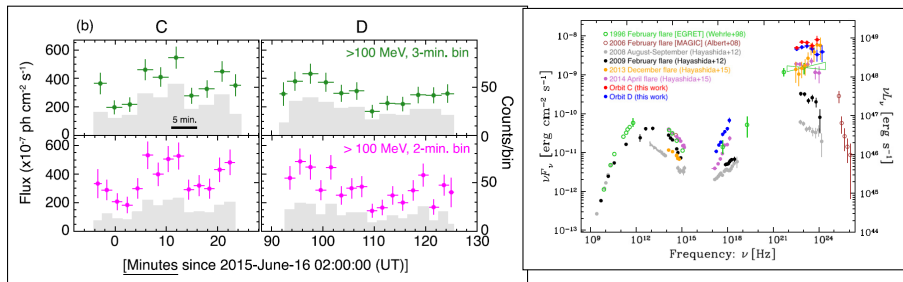 (b)
C
D
>100 MeV, 3-min. bin
5 min.
> 100 MeV, 2-min. bin
600
400
200
0
600
400
200
0
50
0
50
0
Flux (x10⁻⁷ ph cm⁻² s⁻¹)
Counts/bin
0 10 20 90 100 110 120 130
[Minutes since 2015-June-16 02:00:00 (UT)]
1996 February flare [EGRET] (Wehrle+98)
2006 February flare [MAGIC] (Albert+08)
2008 August-September (Hayashida+12)
2009 February flare (Hayashida+12)
2013 December flare (Hayashida+15)
2014 April flare (Hayashida+15)
Orbit C (this work)
Orbit D (this work)
νFν [erg cm⁻² s⁻¹]
10⁻⁸
10⁻⁹
10⁻¹⁰
10⁻¹¹
10⁻¹²
10⁻¹³
10⁴⁹
10⁴⁸
10⁴⁷
10⁴⁶
10⁴⁵
10⁴⁴
νLν [erg s⁻¹]
10⁹ 10¹² 10¹⁵ 10¹⁸ 10²¹ 10²⁴
Frequency: ν [Hz]